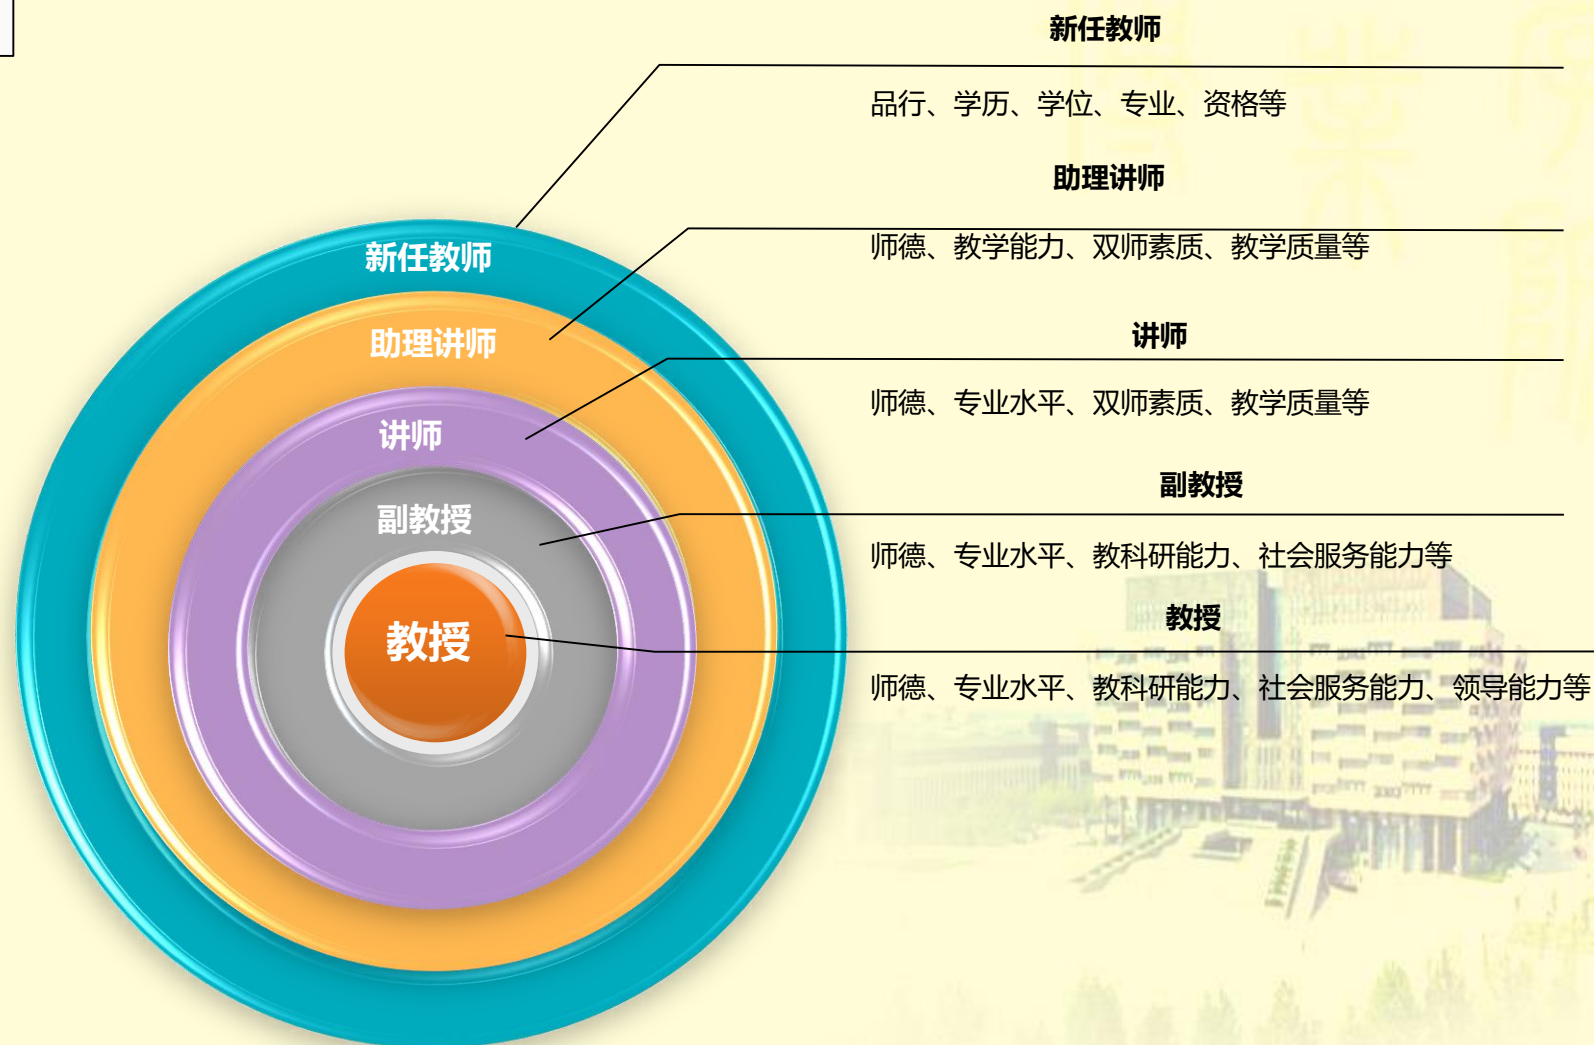 新任教师
品行、学历、学位、专业、资格等
助理讲师
师德、教学能力、双师素质、教学质量等
讲师
师德、专业水平、双师素质、教学质量等
副教授
师德、专业水平、教科研能力、社会服务能力等
教授
师德、专业水平、教科研能力、社会服务能力、领导能力等
新任教师
助理讲师
讲师
副教授
教授